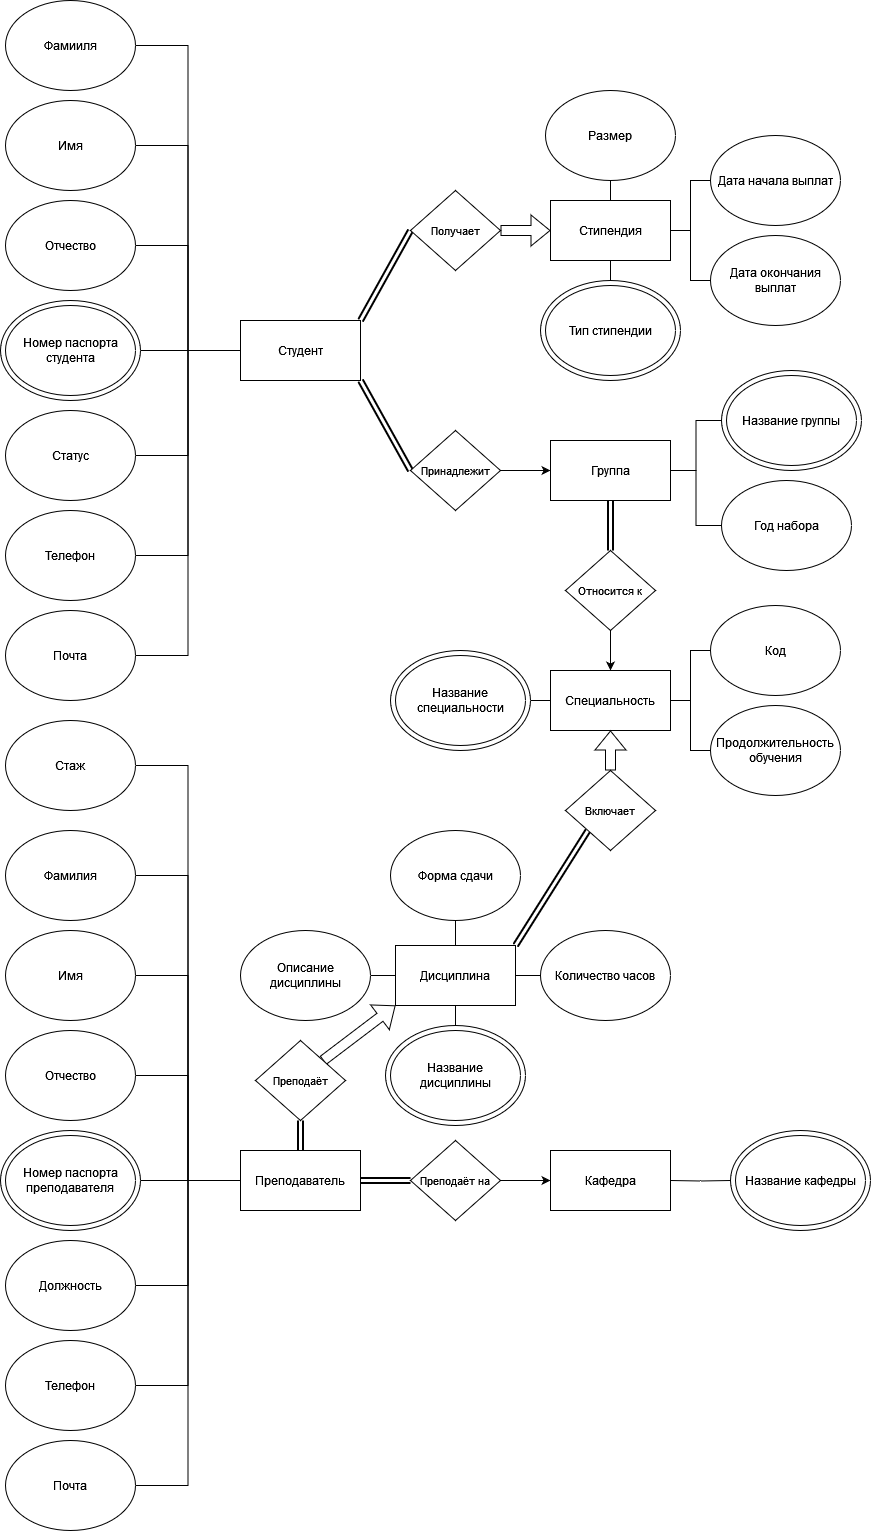 Фамииля
Имя
Отчество
Номер паспорта
студента
Статус
Телефон
Почта
Студент
Получает
Размер
Стипендия
Дата начала выплат
Дата окончания
выплат
Тип стипендии
Принадлежит
Группа
Название группы
Год набора
Относится к
Название
специальности
Специальность
Код
Продолжительность
обучения
Включает
Форма сдачи
Описание
дисциплины
Дисциплина
Количество часов
Название
дисциплины
Преподаёт
Стаж
Фамилия
Имя
Отчество
Номер паспорта
преподавателя
Должность
Телефон
Почта
Преподаватель
Преподаёт на
Кафедра
Название кафедры